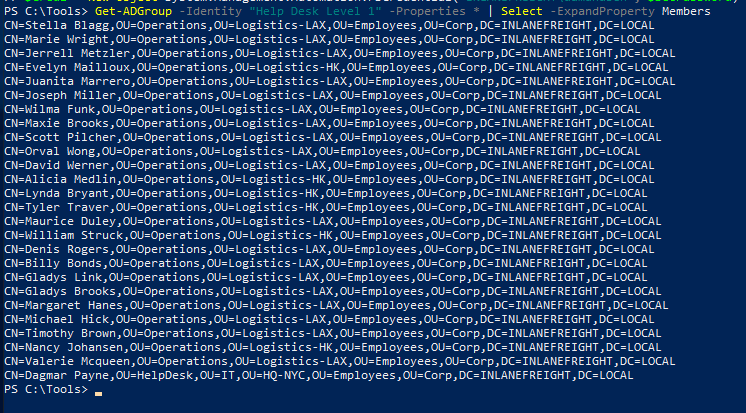 PS C:\Tools> Get-ADGroup -Identity "Help Desk Level 1" -Properties * | Select -ExpandProperty Members
CN=Stella Blagg,OU=Operations,OU=Logistics-LAX,OU=Employees,OU=Corp,DC=INLANEFREIGHT,DC=LOCAL
CN=Marie Wright,OU=Operations,OU=Logistics-LAX,OU=Employees,OU=Corp,DC=INLANEFREIGHT,DC=LOCAL
CN=Jerrell Metzler,OU=Operations,OU=Logistics-LAX,OU=Employees,OU=Corp,DC=INLANEFREIGHT,DC=LOCAL
CN=Evelyn Mailloux,OU=Operations,OU=Logistics-HK,OU=Employees,OU=Corp,DC=INLANEFREIGHT,DC=LOCAL
CN=Juanita Marrero,OU=Operations,OU=Logistics-LAX,OU=Employees,OU=Corp,DC=INLANEFREIGHT,DC=LOCAL
CN=Joseph Miller,OU=Operations,OU=Logistics-LAX,OU=Employees,OU=Corp,DC=INLANEFREIGHT,DC=LOCAL
CN=Wilma Funk,OU=Operations,OU=Logistics-LAX,OU=Employees,OU=Corp,DC=INLANEFREIGHT,DC=LOCAL
CN=Maxie Brooks,OU=Operations,OU=Logistics-LAX,OU=Employees,OU=Corp,DC=INLANEFREIGHT,DC=LOCAL
CN=Scott Pilcher,OU=Operations,OU=Logistics-LAX,OU=Employees,OU=Corp,DC=INLANEFREIGHT,DC=LOCAL
CN=Orval Wong,OU=Operations,OU=Logistics-LAX,OU=Employees,OU=Corp,DC=INLANEFREIGHT,DC=LOCAL
CN=David Werner,OU=Operations,OU=Logistics-LAX,OU=Employees,OU=Corp,DC=INLANEFREIGHT,DC=LOCAL
CN=Alicia Medlin,OU=Operations,OU=Logistics-HK,OU=Employees,OU=Corp,DC=INLANEFREIGHT,DC=LOCAL
CN=Lynda Bryant,OU=Operations,OU=Logistics-HK,OU=Employees,OU=Corp,DC=INLANEFREIGHT,DC=LOCAL
CN=Tyler Traver,OU=Operations,OU=Logistics-HK,OU=Employees,OU=Corp,DC=INLANEFREIGHT,DC=LOCAL
CN=Maurice Duley,OU=Operations,OU=Logistics-LAX,OU=Employees,OU=Corp,DC=INLANEFREIGHT,DC=LOCAL
CN=William Struck,OU=Operations,OU=Logistics-HK,OU=Employees,OU=Corp,DC=INLANEFREIGHT,DC=LOCAL
CN=Denis Rogers,OU=Operations,OU=Logistics-LAX,OU=Employees,OU=Corp,DC=INLANEFREIGHT,DC=LOCAL
CN=Billy Bonds,OU=Operations,OU=Logistics-LAX,OU=Employees,OU=Corp,DC=INLANEFREIGHT,DC=LOCAL
CN=Gladys Link,OU=Operations,OU=Logistics-LAX,OU=Employees,OU=Corp,DC=INLANEFREIGHT,DC=LOCAL
CN=Gladys Brooks,OU=Operations,OU=Logistics-LAX,OU=Employees,OU=Corp,DC=INLANEFREIGHT,DC=LOCAL
CN=Margaret Hanes,OU=Operations,OU=Logistics-LAX,OU=Employees,OU=Corp,DC=INLANEFREIGHT,DC=LOCAL
CN=Michael Hick,OU=Operations,OU=Logistics-LAX,OU=Employees,OU=Corp,DC=INLANEFREIGHT,DC=LOCAL
CN=Timothy Brown,OU=Operations,OU=Logistics-LAX,OU=Employees,OU=Corp,DC=INLANEFREIGHT,DC=LOCAL
CN=Nancy Johansen,OU=Operations,OU=Logistics-HK,OU=Employees,OU=Corp,DC=INLANEFREIGHT,DC=LOCAL
CN=Valerie Mcqueen,OU=Operations,OU=Logistics-LAX,OU=Employees,OU=Corp,DC=INLANEFREIGHT,DC=LOCAL
CN=Dagmar Payne,OU=HelpDesk,OU=IT,OU=HQ-NYC,OU=Employees,OU=Corp,DC=INLANEFREIGHT,DC=LOCAL
PS C:\Tools>